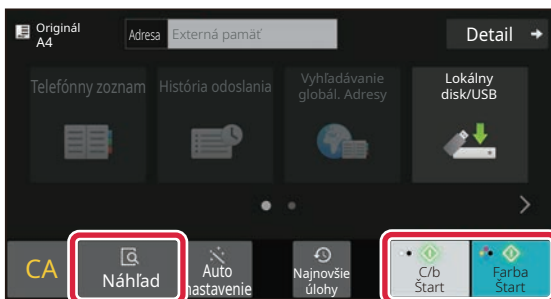 Originál
A4
Adresa Externá pamäť
Detail
Telefónny zoznam
História odoslania
Vyhľadávanie
globál. Adresy
Lokálny
disk/USB
CA
Náhľad
Auto
nastavenie
Najnovšie
úlohy
C/b
Štart
Farba
Štart